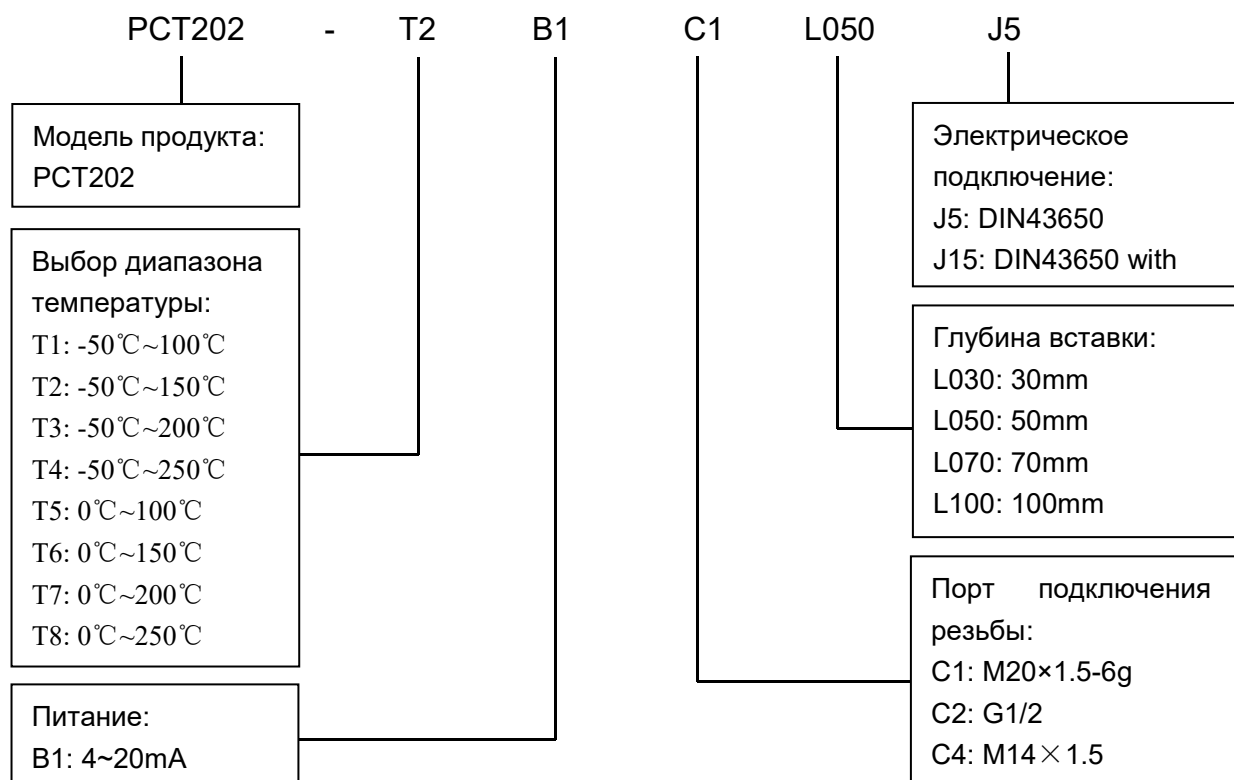 PCT202 - T2 B1 C1 L050 J5
Модель продукта:
PCT202
Выбор диапазона
температуры:
T1: -50℃~100℃
T2: -50℃~150℃
T3: -50℃~200℃
T4: -50℃~250℃
T5: 0℃~100℃
T6: 0℃~150℃
T7: 0℃~200℃
T8: 0℃~250℃
Питание:
B1: 4~20mA
Электрическое
подключение:
J5: DIN43650
J15: DIN43650 with
Глубина вставки:
L030: 30mm
L050: 50mm
L070: 70mm
L100: 100mm
Порт подключения
резьбы:
C1: M20×1.5-6g
C2: G1/2
C4: M14×1.5